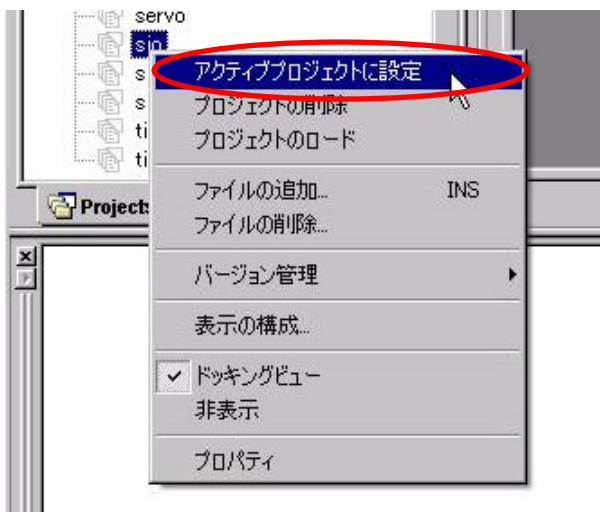 servo
sio
アクティブプロジェクトに設定
s
プロジェクトの削除
s
プロジェクトのロード
ti
ti
ファイルの追加... INS
Projects
ファイルの削除...
バージョン管理
表示の構成...
ドッキングビュー
非表示
プロパティ